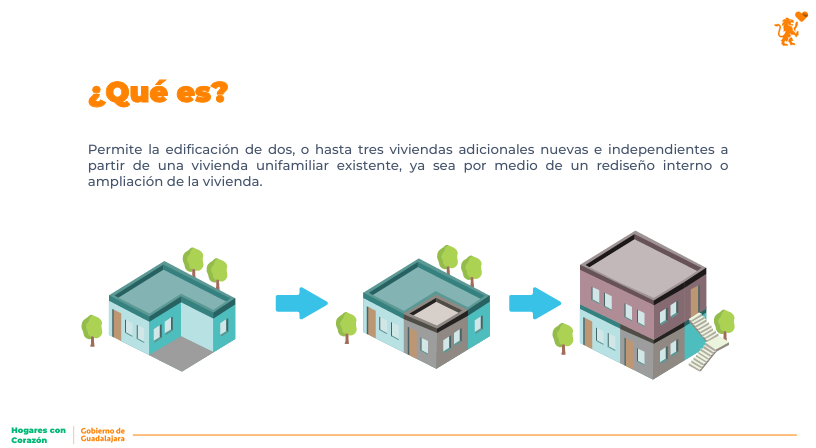 ¿Qué es?
Permite la edificación de dos, o hasta tres viviendas adicionales nuevas e independientes a
partir de una vivienda unifamiliar existente, ya sea por medio de un rediseño interno o
ampliación de la vivienda.
Hogares con
Corazón
Gobierno de
Guadalajara